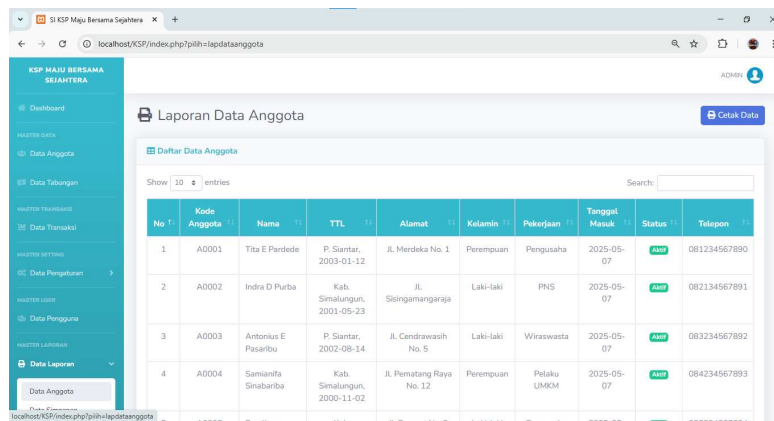 SI KSP Maju Bersama Sejahtera
localhost/KSP/index.php?pilih=lapdataanggota
KSP MAJU BERSAMA
SEJAHTERA
ADMIN
Dashboard
Laporan Data Anggota
Cetak Data
MASTER DATA
Data Anggota
Data Tabungan
MASTER TRANSAKSI
Data Transaksi
MASTER SETTING
Data Pengaturan
MASTER USER
Data Pengguna
MASTER LAPORAN
Data Laporan
Data Anggota
Data Simpanan
localhost/KSP/index.php?pilih=lapdataanggota
Daftar Data Anggota
Show 10 entries
Search:
No Kode Anggota Nama TTL Alamat Kelamin Pekerjaan Tanggal Masuk Status Telepon
1 A0001 Tita E Pardede P. Siantar, 2003-01-12 JL Merdeka No. 1 Perempuan Pengusaha 2025-05-07 Aktif 081234567890
2 A0002 Indra D Purba Kab. Simalungun, 2001-05-23 JL Sisingamangaraja Laki-laki PNS 2025-05-07 Aktif 082134567891
3 A0003 Antonius E Pasaribu P. Siantar, 2002-08-14 JL Cendrawasih No. 5 Laki-laki Wiraswasta 2025-05-07 Aktif 083234567892
4 A0004 Samianifa Sinabariba Kab. Simalungun, 2000-11-02 JL Pematang Raya No. 12 Perempuan Pelaku UMKM 2025-05-07 Aktif 084234567893